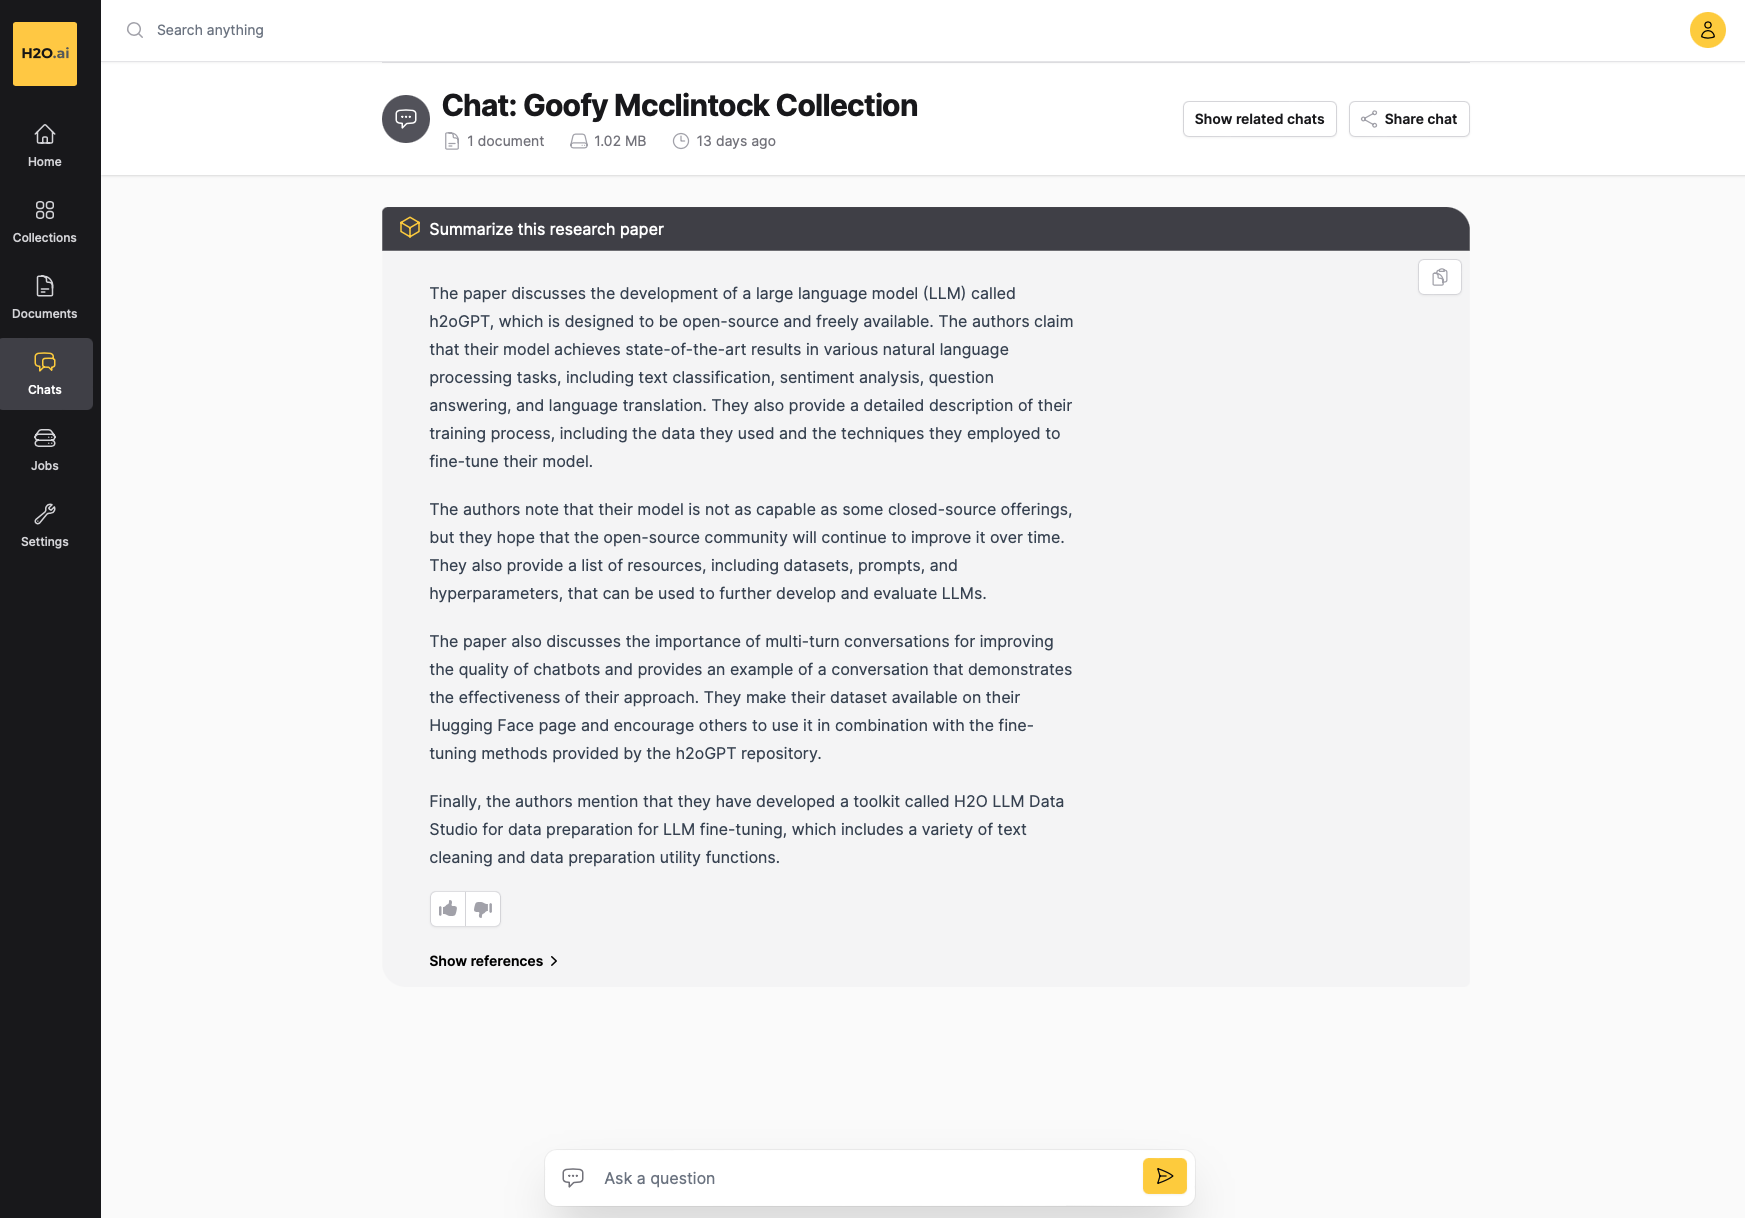 H2O.ai
Search anything
Home
Collections
Documents
Chats
Jobs
Settings
Chat: Goofy Mcclintock Collection
1 document 1.02 MB 13 days ago
Show related chats
Share chat
Summarize this research paper
The paper discusses the development of a large language model (LLM) called
h2oGPT, which is designed to be open-source and freely available. The authors claim
that their model achieves state-of-the-art results in various natural language
processing tasks, including text classification, sentiment analysis, question
answering, and language translation. They also provide a detailed description of their
training process, including the data they used and the techniques they employed to
fine-tune their model.
The authors note that their model is not as capable as some closed-source offerings,
but they hope that the open-source community will continue to improve it over time.
They also provide a list of resources, including datasets, prompts, and
hyperparameters, that can be used to further develop and evaluate LLMs.
The paper also discusses the importance of multi-turn conversations for improving
the quality of chatbots and provides an example of a conversation that demonstrates
the effectiveness of their approach. They make their dataset available on their
Hugging Face page and encourage others to use it in combination with the fine-
tuning methods provided by the h2oGPT repository.
Finally, the authors mention that they have developed a toolkit called H2O LLM Data
Studio for data preparation for LLM fine-tuning, which includes a variety of text
cleaning and data preparation utility functions.
Show references
Ask a question